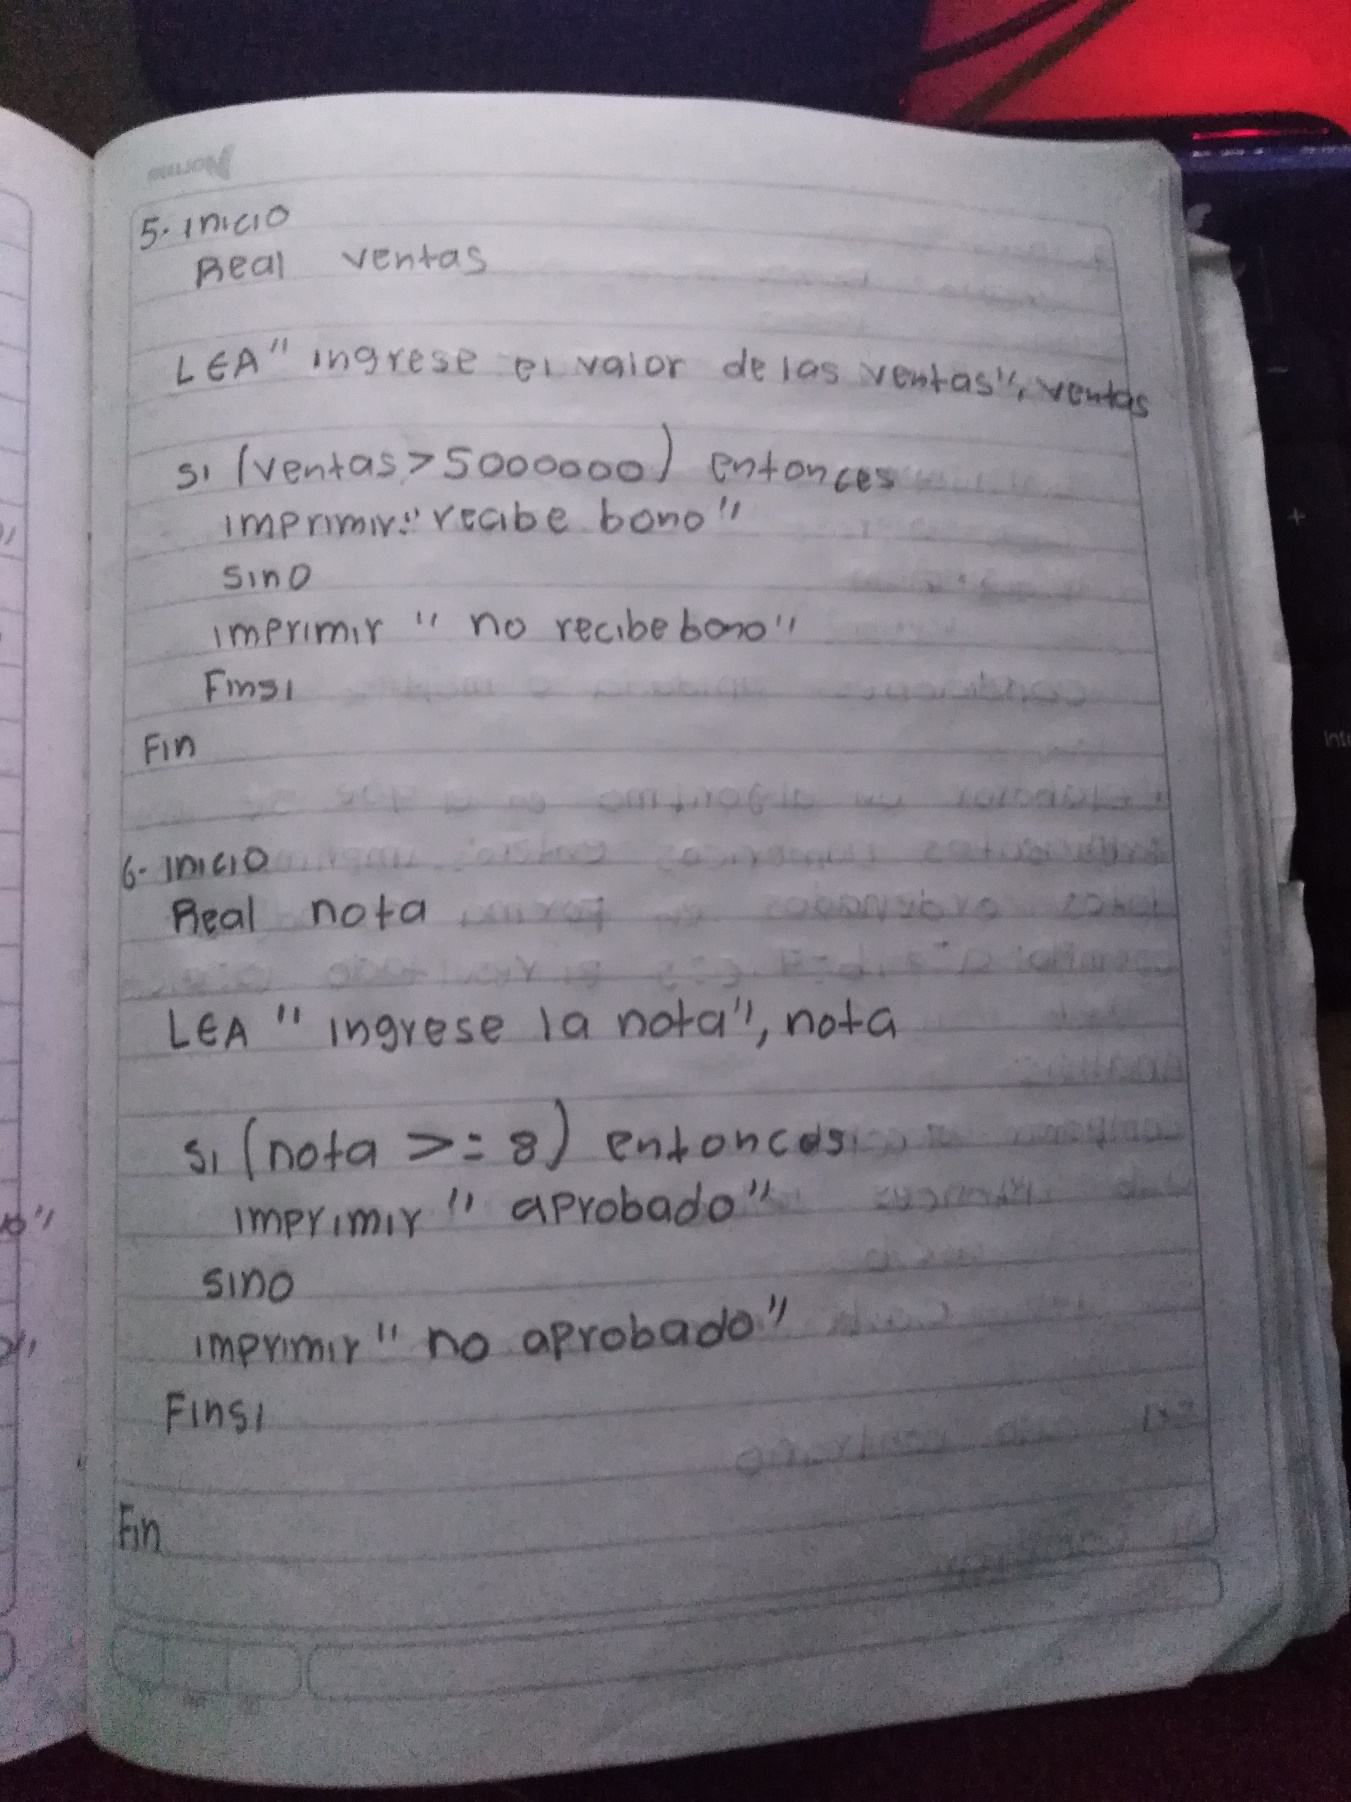 5. inicio
Real ventas
LEA" ingrese el valor de las ventas", ventas
si (ventas > 5000000) entonces
imprimir:" recibe bono"
sino
imprimir " no recibe bono"
Finsi
Fin
6- inicio
Real nota
LEA " ingrese la nota", nota
si (nota >= 8) entonces
imprimir " aprobado"
sino
imprimir " no aprobado"
Finsi
Fin